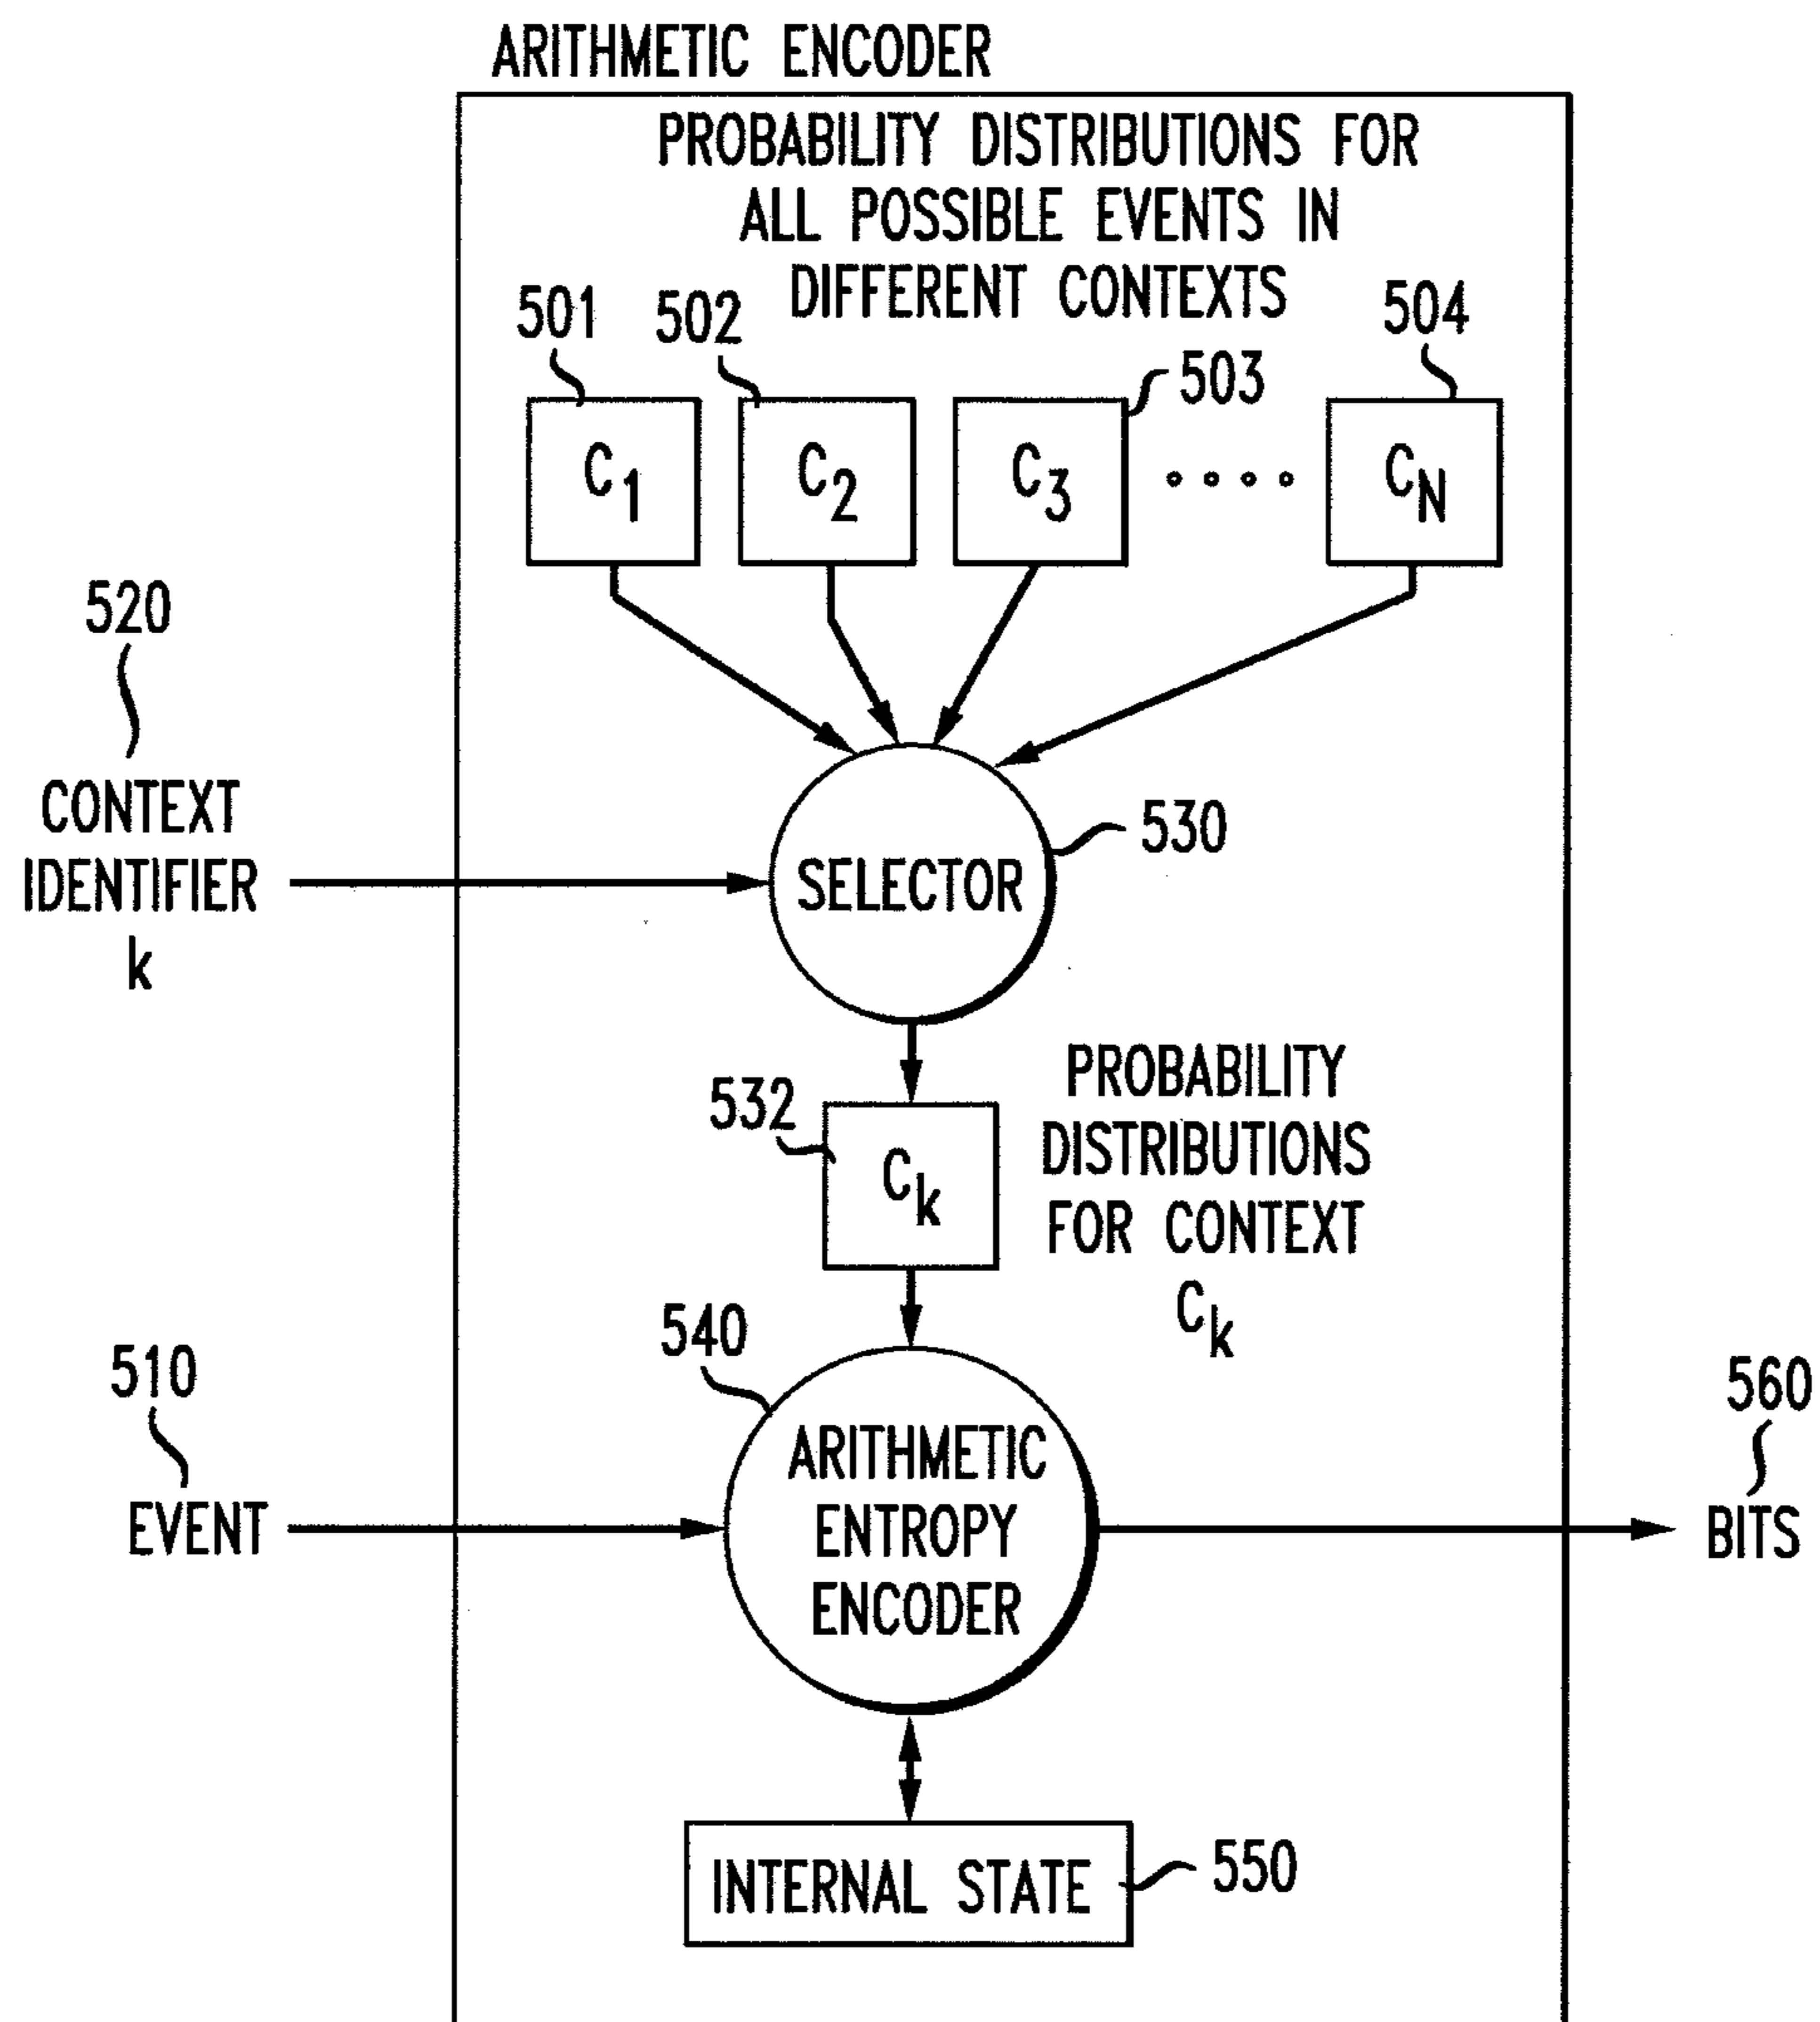 ARITHMETIC ENCODER
PROBABILITY DISTRIBUTIONS FOR
ALL POSSIBLE EVENTS IN
DIFFERENT CONTEXTS
501
502
503
504
C1
C2
C3
CN
520
CONTEXT
IDENTIFIER
k
530
SELECTOR
532
Ck
PROBABILITY
DISTRIBUTIONS
FOR CONTEXT
Ck
540
510
EVENT
ARITHMETIC
ENTROPY
ENCODER
560
BITS
INTERNAL STATE
550